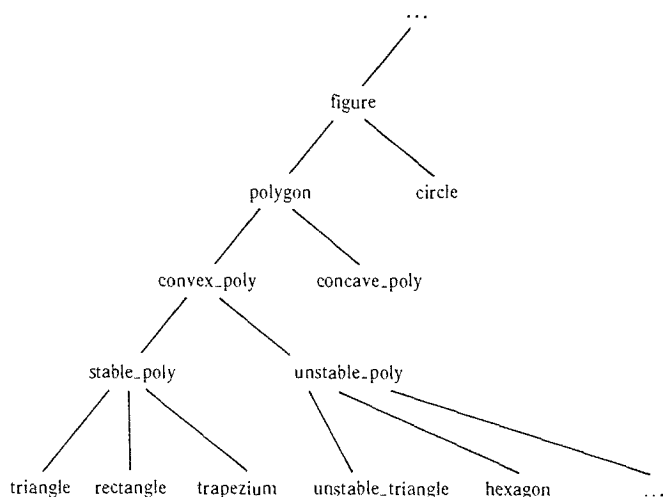 ...
figure
polygon circle
convex_poly concave_poly
stable_poly unstable_poly
triangle rectangle trapezium unstable_triangle hexagon ...